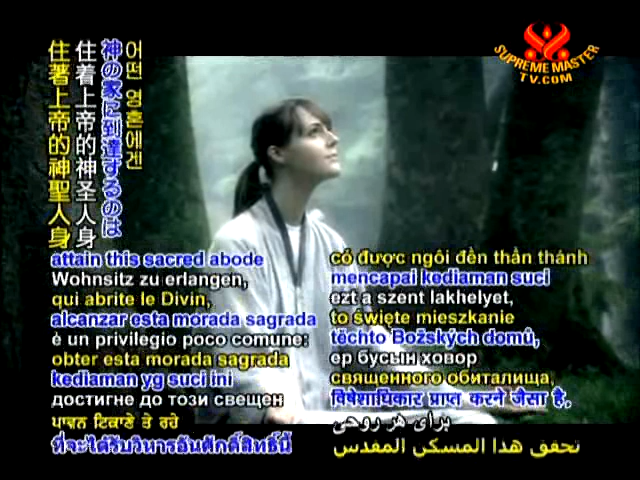 SUPREME MASTER
TV.COM
어떤 영혼에겐
神の家に到達するのは
住着上帝的神圣人身
住著上帝的神聖人身
attain this sacred abode
Wohnsitz zu erlangen,
qui abrite le Divin,
alcanzar esta morada sagrada
è un privilegio poco comune:
obter esta morada sagrada
kediaman yg suci ini
достигне до този свещен
ਪਾਵਨ ਟਿਕਾਣੇ ਤੇ ਰਹੇ
ที่จะได้รับวิหารอันศักดิ์สิทธิ์นี้
có được ngôi đền thần thánh
mencapai kediaman suci
ezt a szent lakhelyet,
to święte mieszkanie
těchto Božských domů,
ер бусын ховор
священного обиталища,
विषेशाधिकार प्राप्त करने जैसा है.
برای هر روحی
تحقق هذا المسكن المقدس